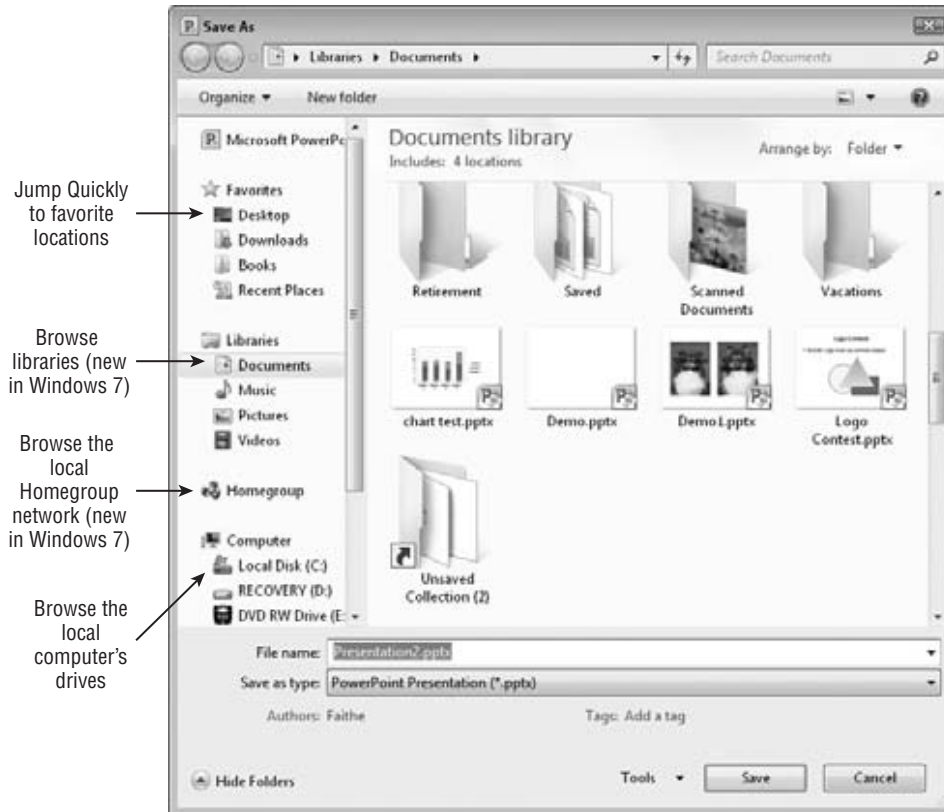 Save As
Libraries Documents
Search Documents
Organize
New folder
Microsoft PowerPc
Favorites
Desktop
Downloads
Books
Recent Places
Libraries
Documents
Music
Pictures
Videos
Homegroup
Computer
Local Disk (C:)
RECOVERY (D:)
DVD RW Drive (E:
Documents library
Includes: 4 locations
Arrange by: Folder
Retirement
Saved
Scanned
Documents
Vacations
chart test.pptx
Demo.pptx
Demo1.pptx
Logo
Contest.pptx
Unsaved
Collection (2)
File name: Presentation2.pptx
Save as type: PowerPoint Presentation (*.pptx)
Authors: Faithe
Tags: Add a tag
Hide Folders
Tools
Save
Cancel
Jump Quickly
to favorite
locations
Browse
libraries (new
in Windows 7)
Browse the
local
Homegroup
network (new
in Windows 7)
Browse the
local
computer's
drives